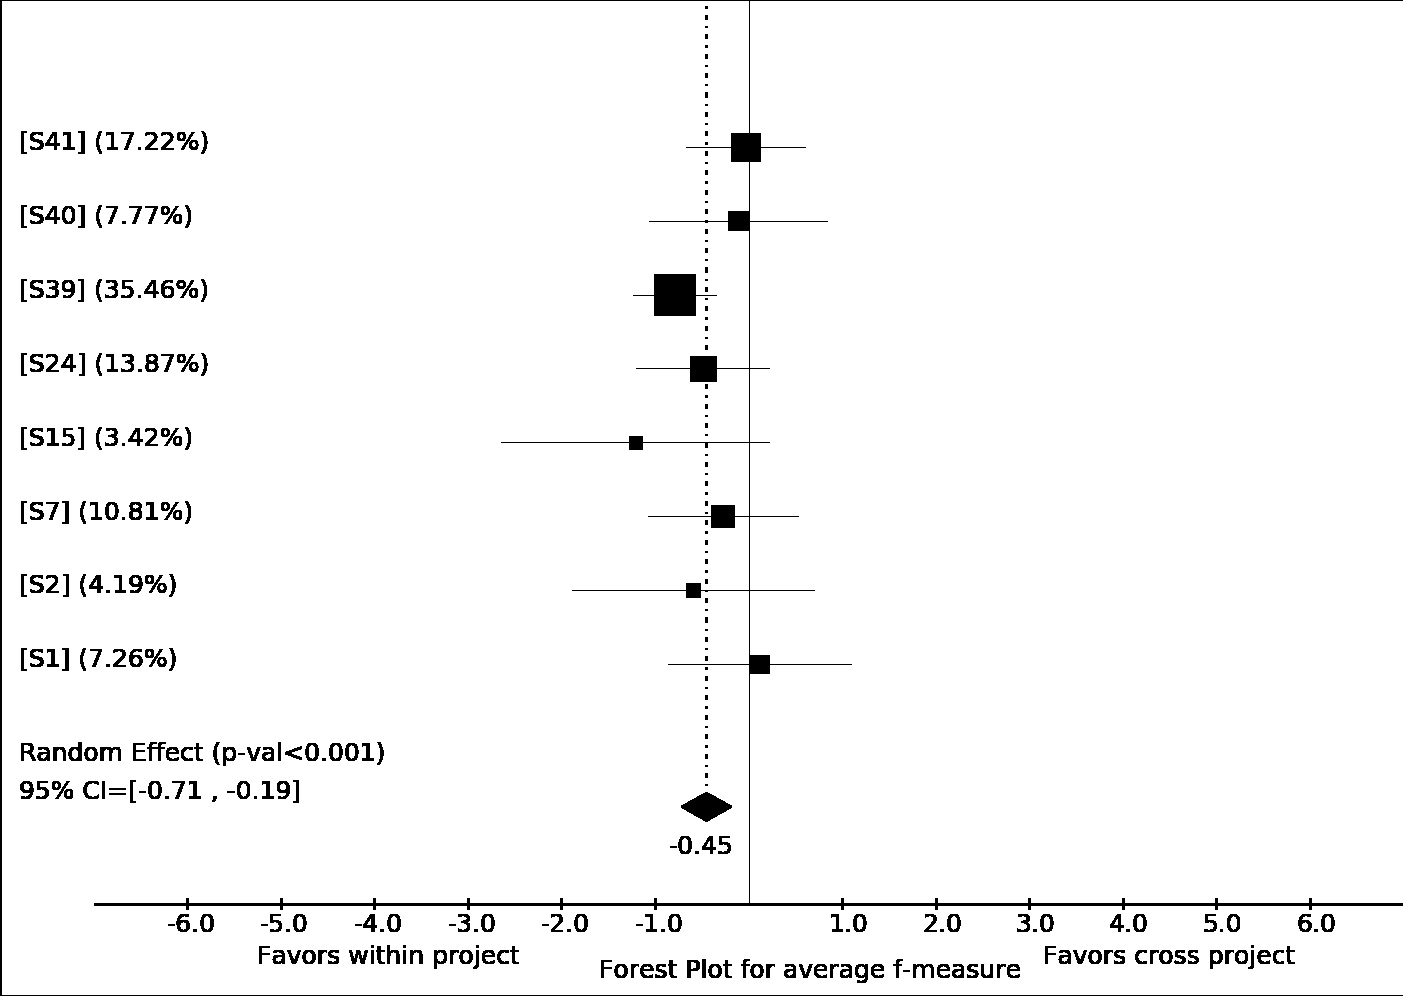 [S41] (17.22%)
[S40] (7.77%)
[S39] (35.46%)
[S24] (13.87%)
[S15] (3.42%)
[S7] (10.81%)
[S2] (4.19%)
[S1] (7.26%)
Random Effect (p-val<0.001)
95% CI=[-0.71 , -0.19]
-0.45
-6.0 -5.0 -4.0 -3.0 -2.0 -1.0 1.0 2.0 3.0 4.0 5.0 6.0
Favors within project Favors cross project
Forest Plot for average f-measure